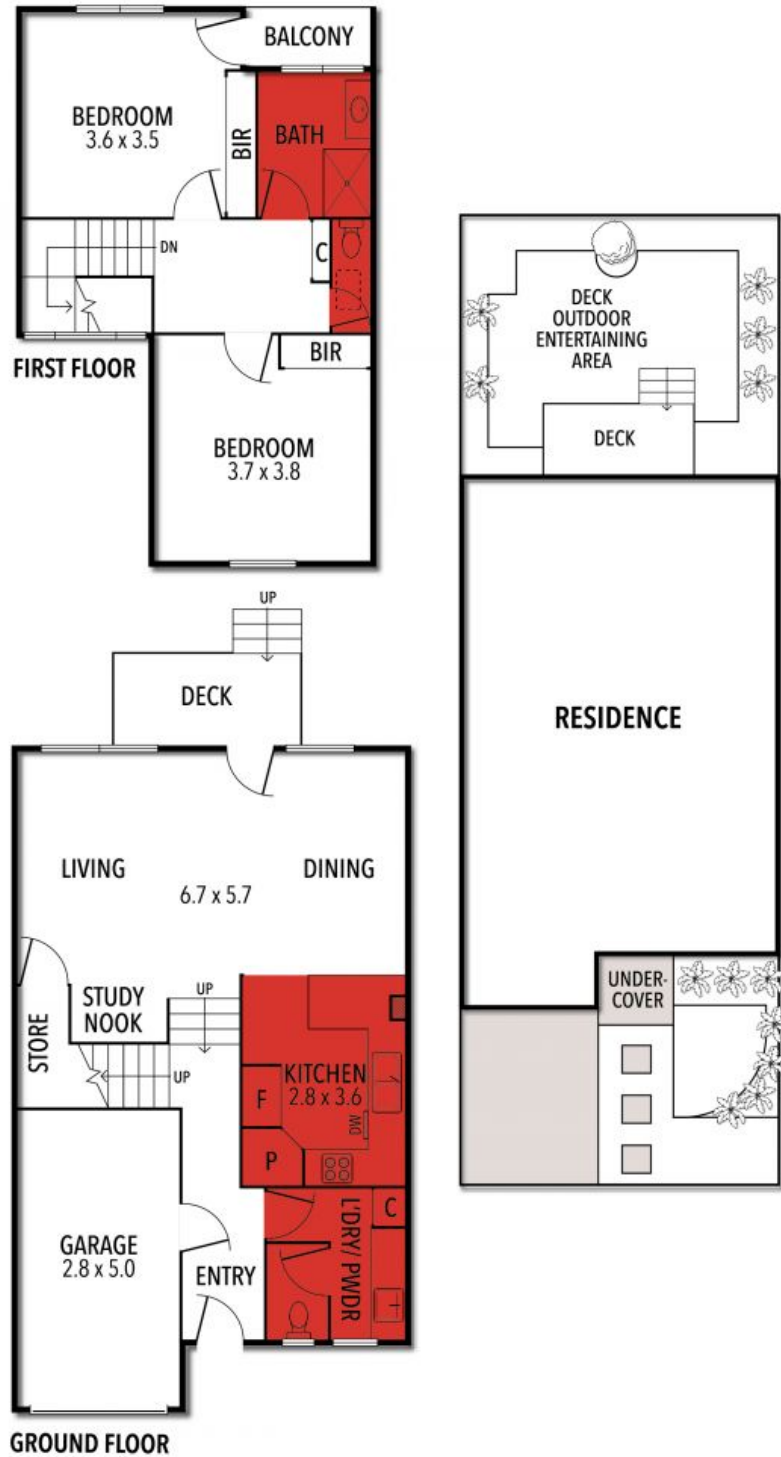 BALCONY
BEDROOM
3.6 x 3.5
BIR
BATH
DN
C
FIRST FLOOR
BIR
BEDROOM
3.7 x 3.8
UP
DECK
LIVING
DINING
6.7 x 5.7
STORE
STUDY
NOOK
UP
UP
KITCHEN
2.8 x 3.6
F
DW
P
C
L'DRY/PWDR
GARAGE
2.8 x 5.0
ENTRY
GROUND FLOOR
DECK
OUTDOOR
ENTERTAINING
AREA
DECK
RESIDENCE
UNDER-
COVER